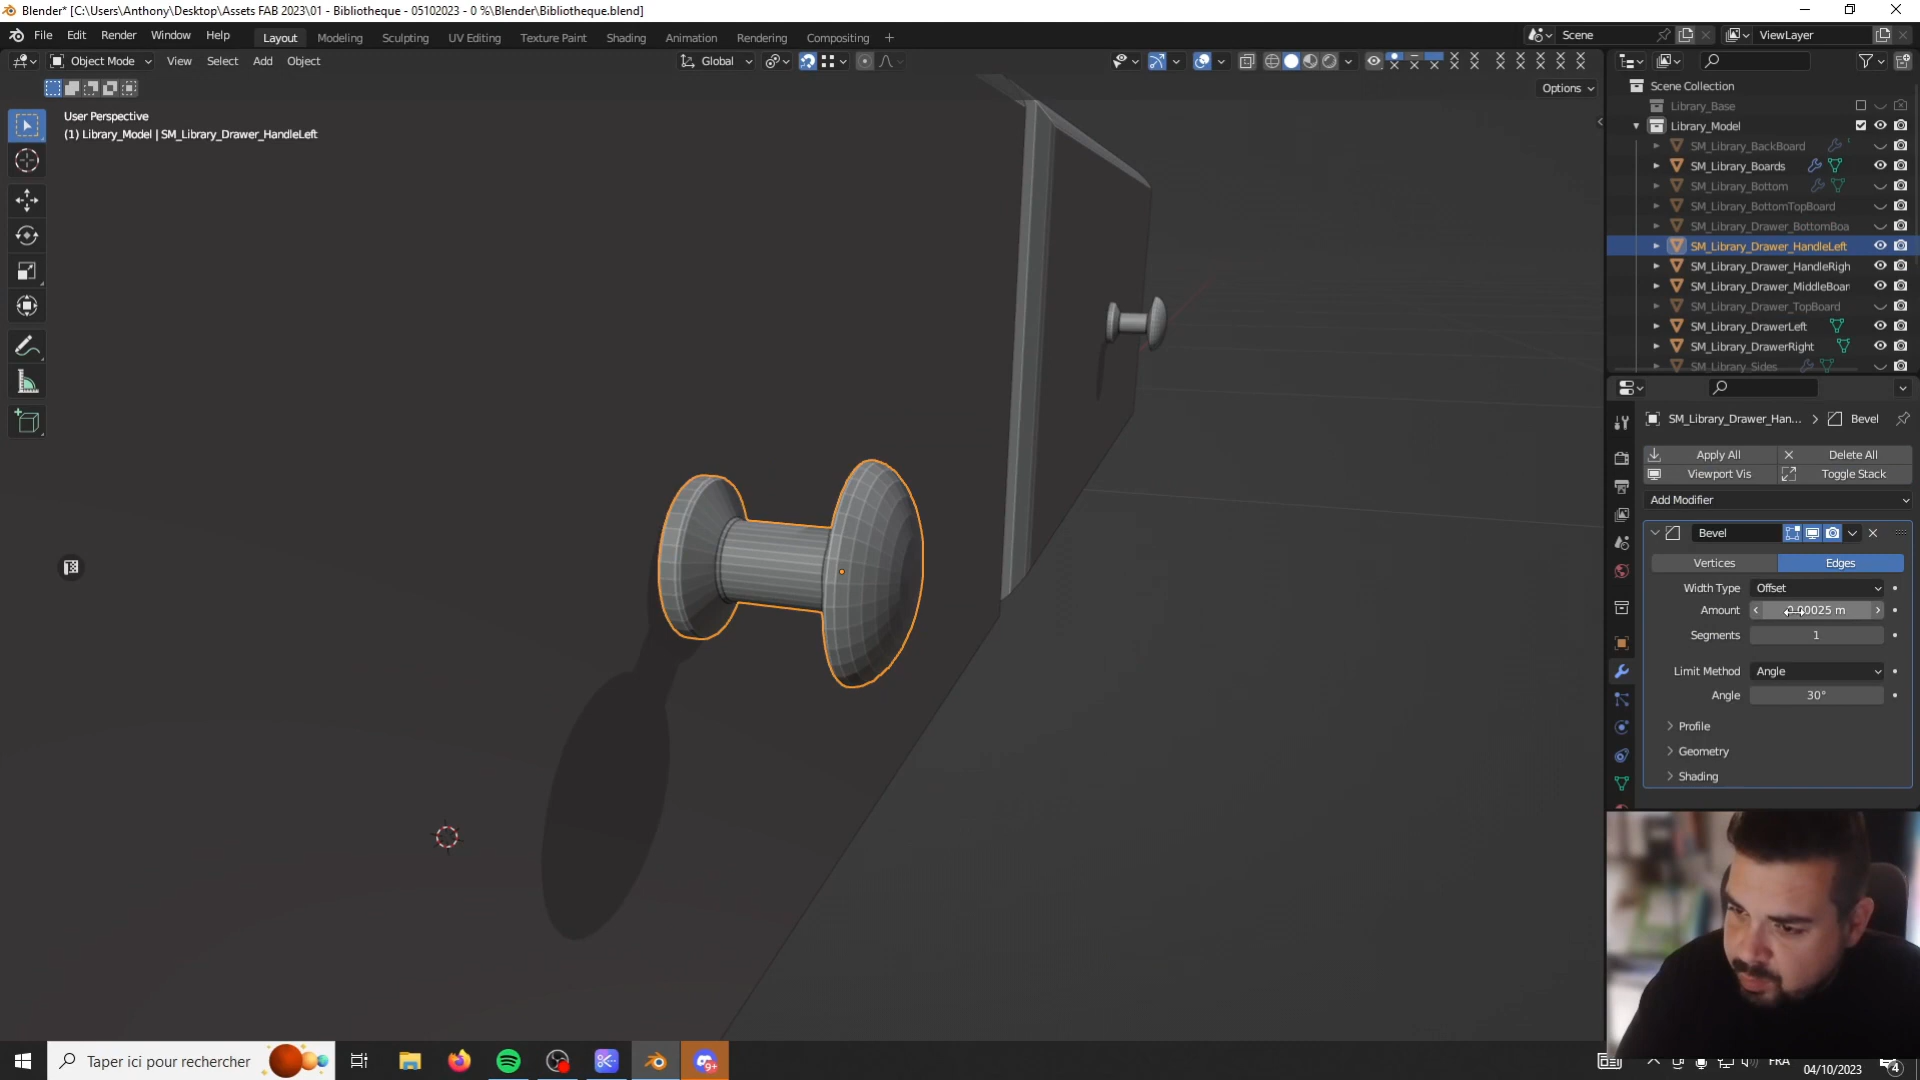 Blender* [C:\Users\Anthony\Desktop\Assets FAB 2023\01 - Bibliotheque - 05102023 - 0 %\Blender\Bibliotheque.blend]
File Edit Render Window Help Layout Modeling Sculpting UV Editing Texture Paint Shading Animation Rendering Compositing + Scene ViewLayer
Object Mode View Select Add Object Global
Options
User Perspective
(1) Library_Model | SM_Library_Drawer_HandleLeft
Scene Collection
Library_Base
Library_Model
SM_Library_BackBoard
SM_Library_Boards
SM_Library_Bottom
SM_Library_BottomTopBoard
SM_Library_Drawer_BottomBoa
SM_Library_Drawer_HandleLeft
SM_Library_Drawer_HandleRigh
SM_Library_Drawer_MiddleBoar
SM_Library_Drawer_TopBoard
SM_Library_DrawerLeft
SM_Library_DrawerRight
SM_Library_Sides
SM_Library_Drawer_Han... > Bevel
Apply All Delete All
Viewport Vis Toggle Stack
Add Modifier
Bevel
Vertices Edges
Width Type Offset
Amount 0.00025 m
Segments 1
Limit Method Angle
Angle 30°
Profile
Geometry
Shading
Taper ici pour rechercher
9+
FRA
04/10/2023
4